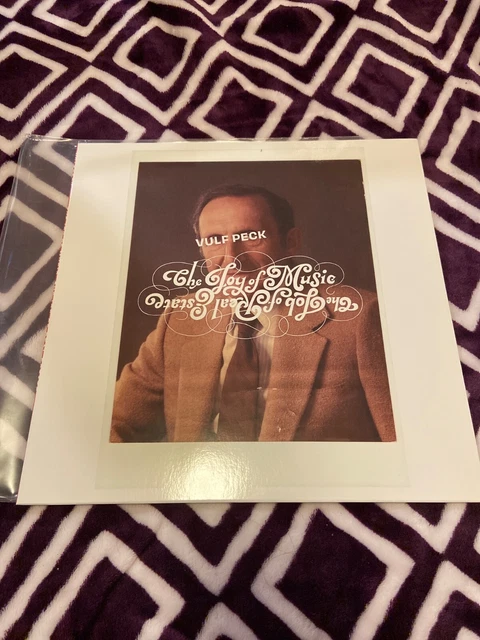 VULF PECK
The Joy of Music
The Job of Real Estate